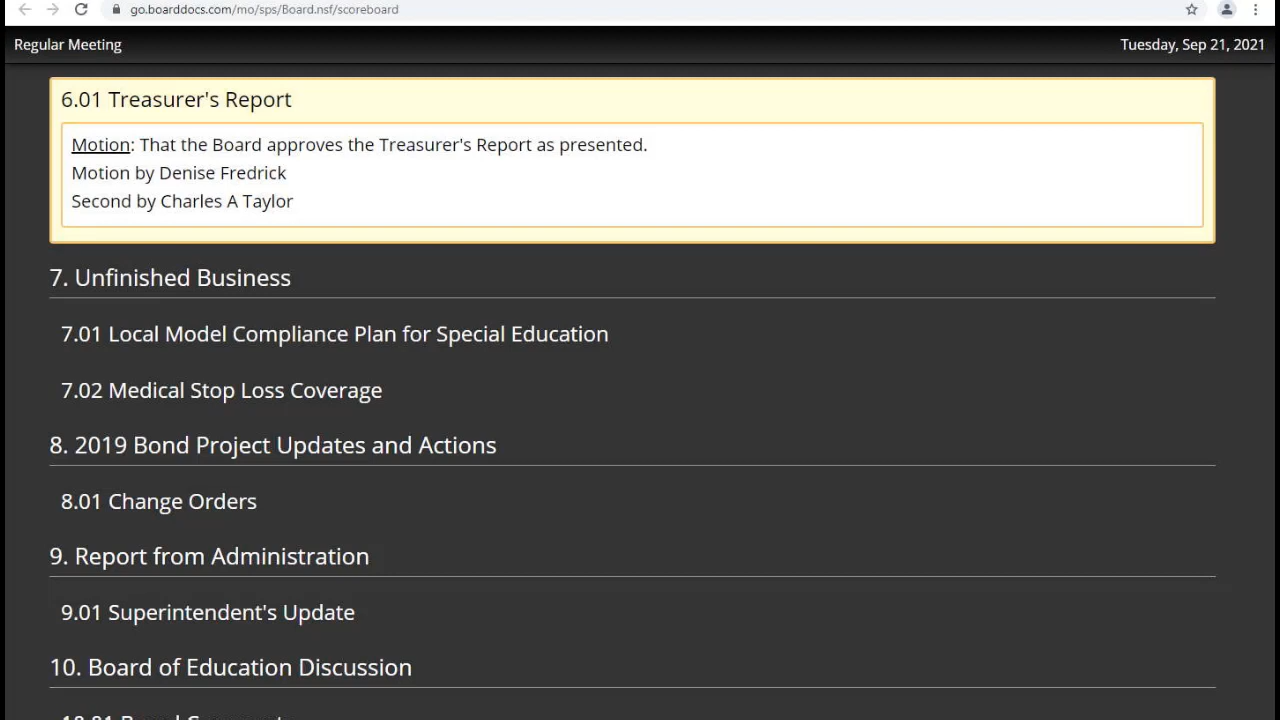 go.boarddocs.com/mo/sps/Board.nsf/scoreboard
Regular Meeting
Tuesday, Sep 21, 2021
6.01 Treasurer's Report
Motion: That the Board approves the Treasurer's Report as presented.
Motion by Denise Fredrick
Second by Charles A Taylor
7. Unfinished Business
7.01 Local Model Compliance Plan for Special Education
7.02 Medical Stop Loss Coverage
8. 2019 Bond Project Updates and Actions
8.01 Change Orders
9. Report from Administration
9.01 Superintendent's Update
10. Board of Education Discussion